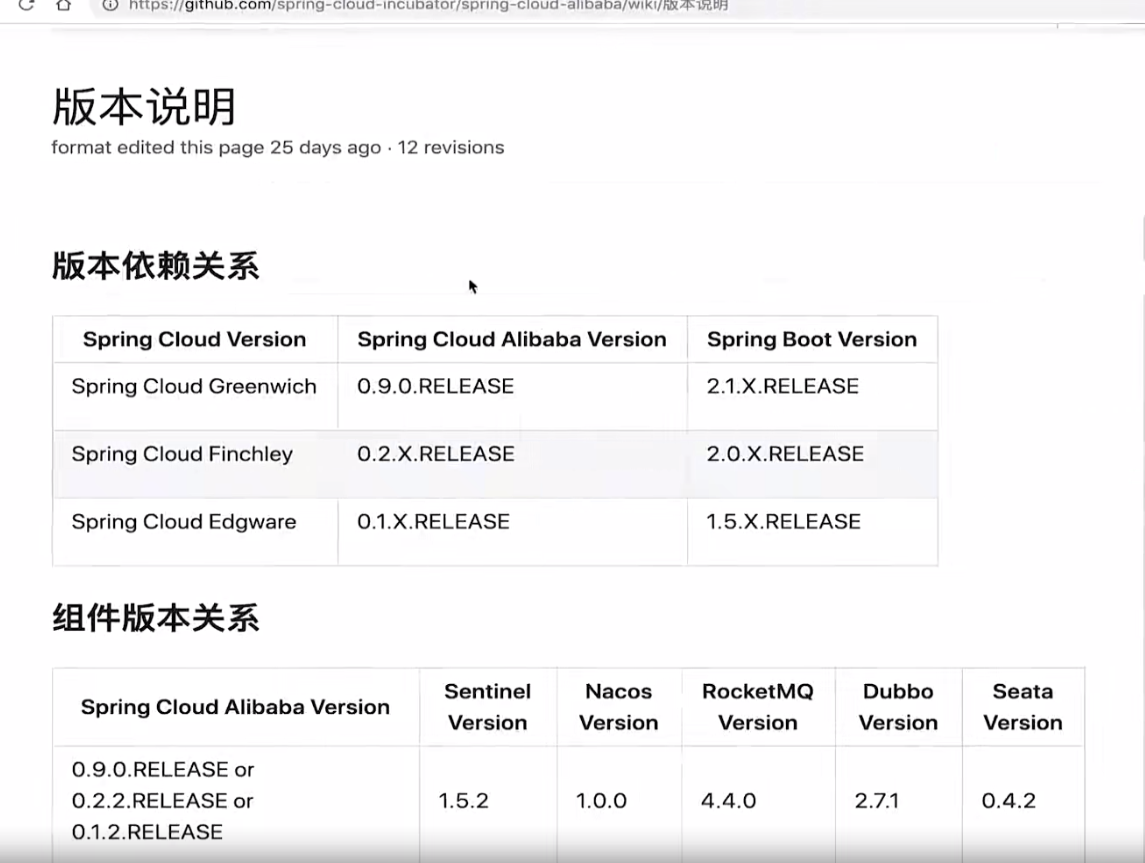 https://github.com/spring-cloud-incubator/spring-cloud-alibaba/wiki/版本说明
版本说明
format edited this page 25 days ago · 12 revisions
版本依赖关系
Spring Cloud Version Spring Cloud Alibaba Version Spring Boot Version
Spring Cloud Greenwich 0.9.0.RELEASE 2.1.X.RELEASE
Spring Cloud Finchley 0.2.X.RELEASE 2.0.X.RELEASE
Spring Cloud Edgware 0.1.X.RELEASE 1.5.X.RELEASE
组件版本关系
Spring Cloud Alibaba Version Sentinel Version Nacos Version RocketMQ Version Dubbo Version Seata Version
0.9.0.RELEASE or
0.2.2.RELEASE or
0.1.2.RELEASE
1.5.2 1.0.0 4.4.0 2.7.1 0.4.2